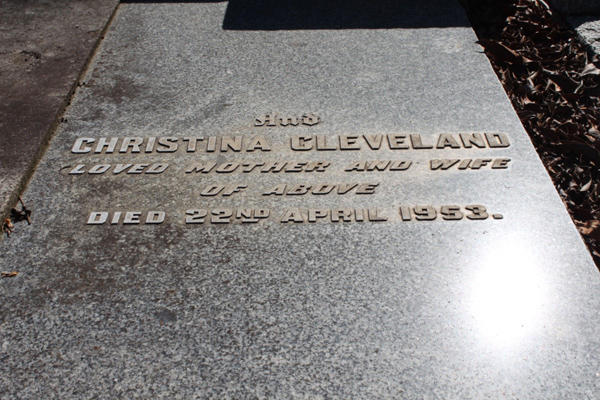 And
CHRISTINA CLEVELAND
LOVED MOTHER AND WIFE
OF ABOVE
DIED 22ND APRIL 1953.